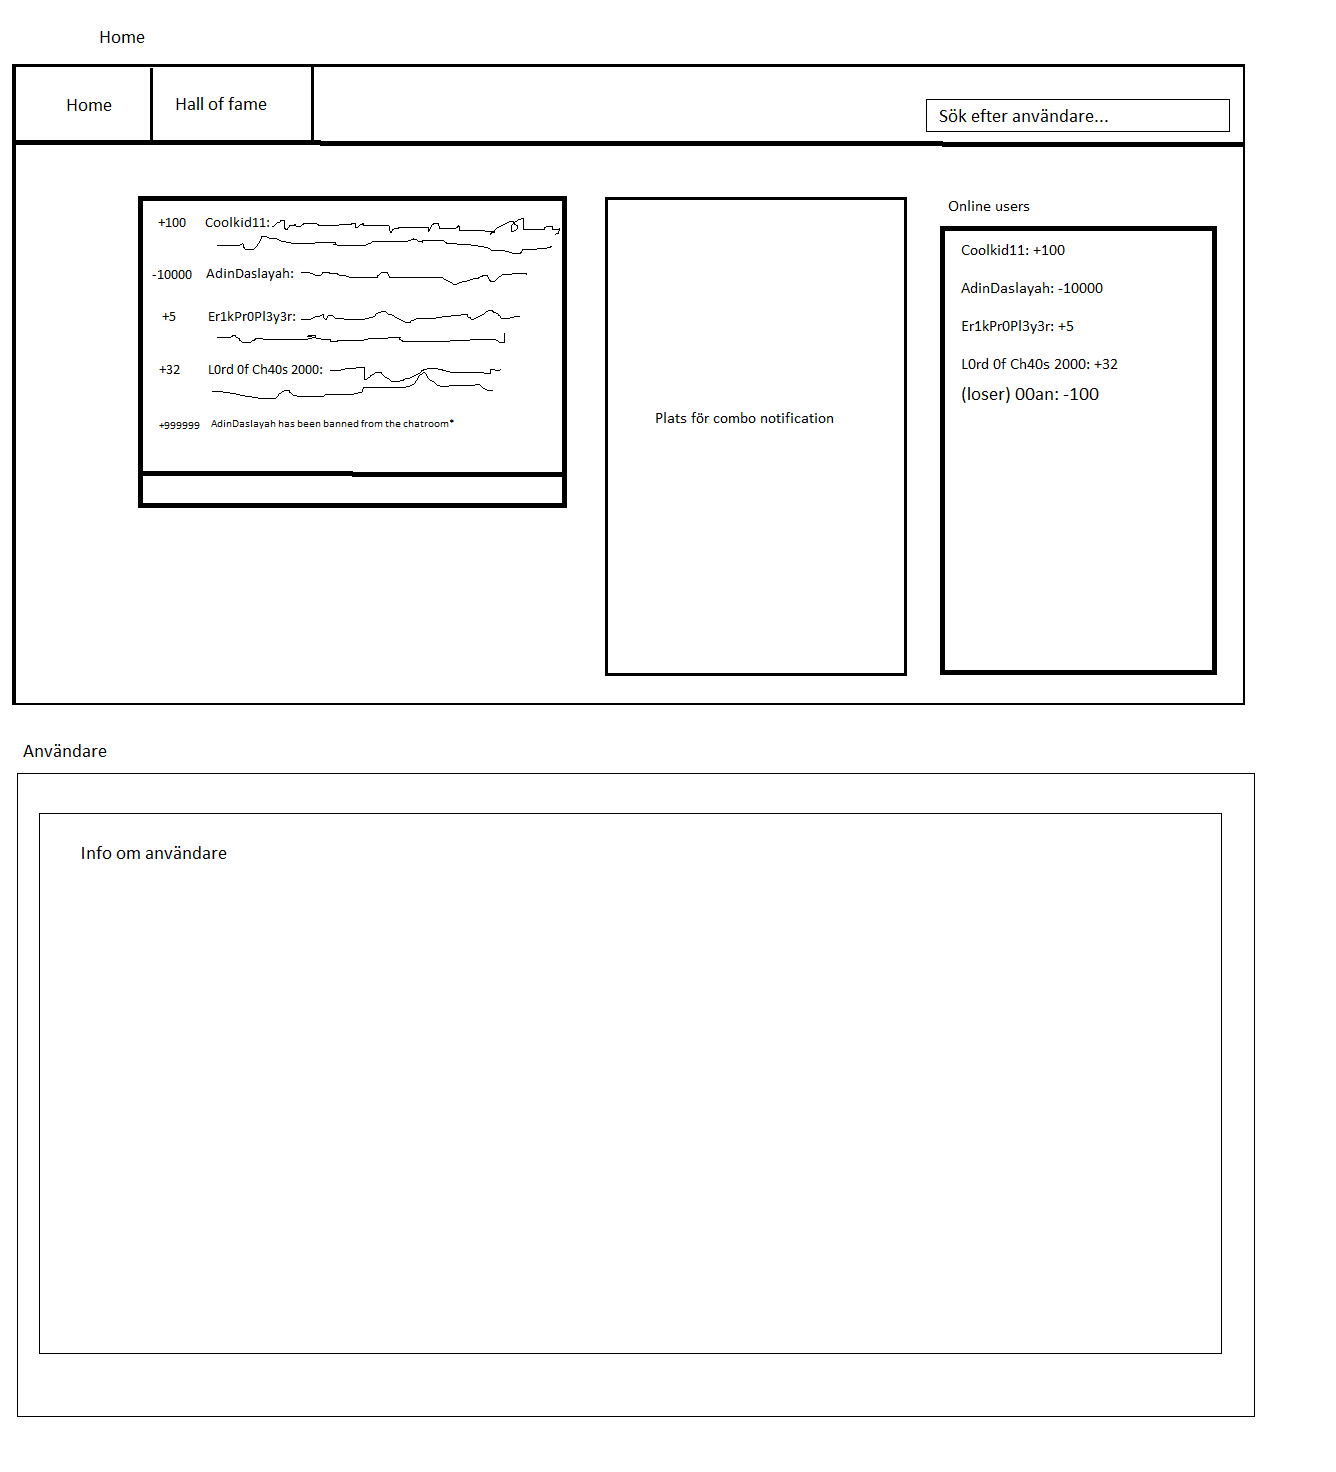 Home
Home
Hall of fame
Sök efter användare...
+100 Coolkid11:
-10000 AdinDaslayah:
+5 Er1kPr0Pl3y3r:
+32 L0rd 0f Ch40s 2000:
+999999 AdinDaslayah has been banned from the chatroom*
Plats för combo notification
Online users
Coolkid11: +100
AdinDaslayah: -10000
Er1kPr0Pl3y3r: +5
L0rd 0f Ch40s 2000: +32
(loser) 00an: -100
Användare
Info om användare